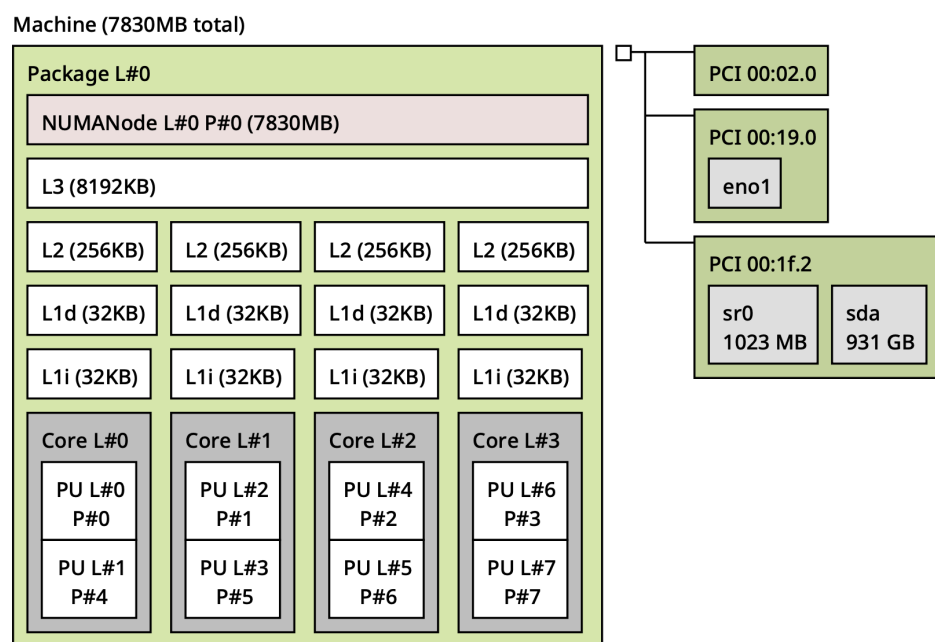 Machine (7830MB total)
Package L#0
NUMANode L#0 P#0 (7830MB)
L3 (8192KB)
L2 (256KB) L2 (256KB) L2 (256KB) L2 (256KB)
L1d (32KB) L1d (32KB) L1d (32KB) L1d (32KB)
L1i (32KB) L1i (32KB) L1i (32KB) L1i (32KB)
Core L#0 Core L#1 Core L#2 Core L#3
PU L#0 PU L#2 PU L#4 PU L#6
P#0 P#1 P#2 P#3
PU L#1 PU L#3 PU L#5 PU L#7
P#4 P#5 P#6 P#7
PCI 00:02.0
PCI 00:19.0
eno1
PCI 00:1f.2
sr0 sda
1023 MB 931 GB